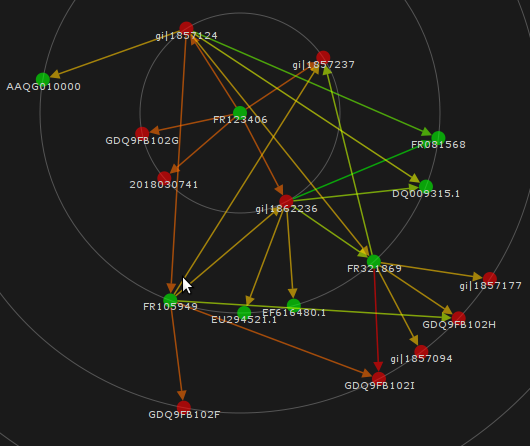 gi|1857124
gi|1857237
AAQG010000
FR123406
GDQ9FB102G
FR081568
2018030741
DQ009315.1
gi|1862236
FR321869
gi|1857177
FR105949
EF616480.1
EU294521.1
GDQ9FB102H
gi|1857094
GDQ9FB102I
GDQ9FB102F